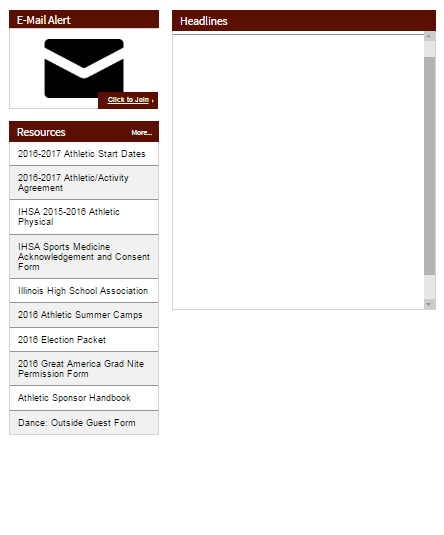 E-Mail Alert
Click to Join
Resources
More...
2016-2017 Athletic Start Dates
2016-2017 Athletic/Activity
Agreement
IHSA 2015-2016 Athletic
Physical
IHSA Sports Medicine
Acknowledgement and Consent
Form
Illinois High School Association
2016 Athletic Summer Camps
2016 Election Packet
2016 Great America Grad Nite
Permission Form
Athletic Sponsor Handbook
Dance: Outside Guest Form
Headlines